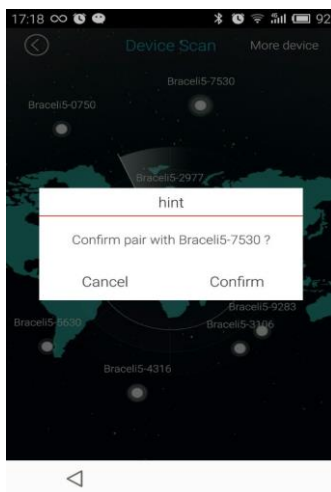 17:18 92
Device Scan More device
Braceli5-7530
Braceli5-0750
Braceli5-2977
hint
Confirm pair with Braceli5-7530 ?
Cancel Confirm
Braceli5-9283
Braceli5-5630 Braceli5-3106
Braceli5-4316